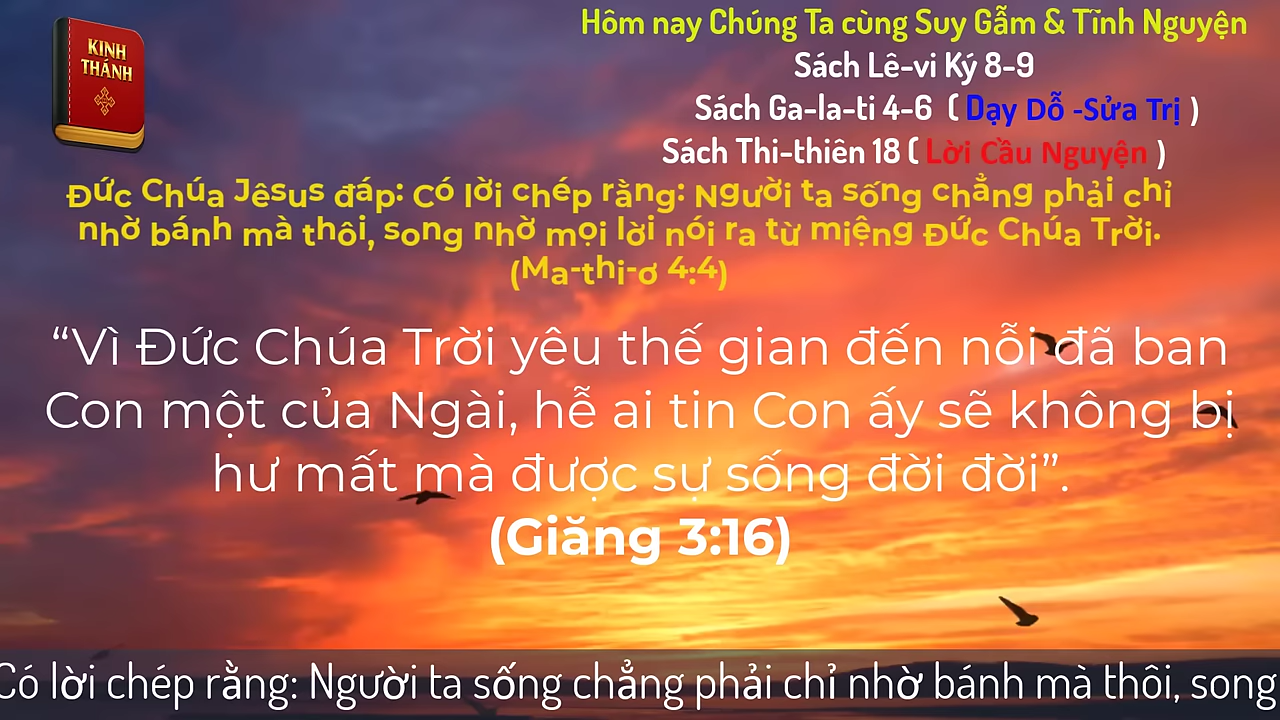 KINH
THÁNH
Hôm nay Chúng Ta cùng Suy Gẫm & Tĩnh Nguyện
Sách Lê-vi Ký 8-9
Sách Ga-la-ti 4-6 ( Dạy Dỗ -Sửa Trị )
Sách Thi-thiên 18 ( Lời Cầu Nguyện )
Đức Chúa Jêsus đáp: Có lời chép rằng: Người ta sống chẳng phải chỉ
nhờ bánh mà thôi, song nhờ mọi lời nói ra từ miệng Đức Chúa Trời.
(Ma-thi-ơ 4:4)
“Vì Đức Chúa Trời yêu thế gian đến nỗi đã ban
Con một của Ngài, hễ ai tin Con ấy sẽ không bị
hư mất mà được sự sống đời đời”.
(Giăng 3:16)
Có lời chép rằng: Người ta sống chẳng phải chỉ nhờ bánh mà thôi, song